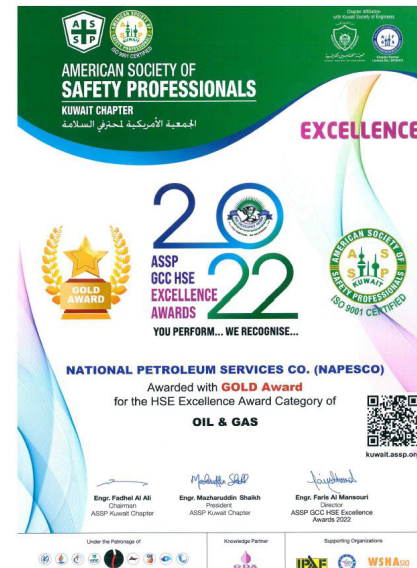 A S
S P
AMERICAN SOCIETY OF
SAFETY PROFESSIONALS
KUWAIT CHAPTER
الجمعية الأمريكية لمحترفي السلامة
Chapter Affiliation
with Kuwait Society of Engineers
EXCELLENCE
GOLD
AWARD
2022
ASSP
GCC HSE
EXCELLENCE
AWARDS
YOU PERFORM... WE RECOGNISE...
AMERICAN SOCIETY OF
SAFETY PROFESSIONALS
A S
S P
KUWAIT
ISO 9001 CERTIFIED
NATIONAL PETROLEUM SERVICES CO. (NAPESCO)
Awarded with GOLD Award
for the HSE Excellence Award Category of
OIL & GAS
kuwait.assp.or
Engr. Fadhel Al Ali
Chairman
ASSP Kuwait Chapter
Engr. Mazharuddin Shaikh
President
ASSP Kuwait Chapter
Engr. Faris Al Mansouri
Director
ASSP GCC HSE Excellence
Awards 2022
Under the Patronage of
Knowledge Partner
Supporting Organizations
IPAF
WSHAsia